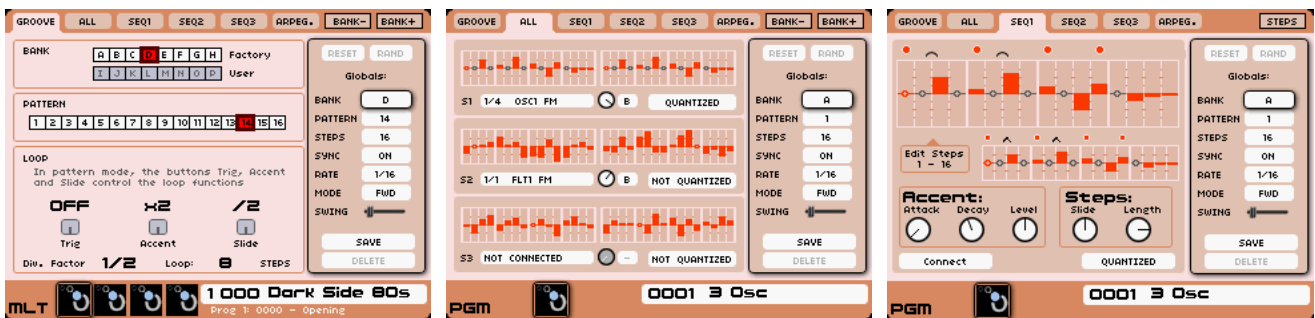 GROOVE ALL SEQ1 SEQ2 SEQ3 ARPEG. BANK- BANK+
BANK
A B C D E F G H Factory
I J K L M N O P User
PATTERN
1 2 3 4 5 6 7 8 9 10 11 12 13 14 15 16
LOOP
In pattern mode, the buttons Trig, Accent
and Slide control the loop functions
OFF x2 /2
Trig Accent Slide
Div. Factor 1/2 Loop: 8 STEPS
RESET RAND
Globals:
BANK D
PATTERN 14
STEPS 16
SYNC ON
RATE 1/16
MODE FWD
SWING
SAVE
DELETE
MLT 1 000 Dark Side 80s
Prog 1: 0000 - Opening
GROOVE ALL SEQ1 SEQ2 SEQ3 ARPEG. BANK- BANK+
S1 1/4 OSC1 FM B QUANTIZED
S2 1/1 FLT1 FM B NOT QUANTIZED
S3 NOT CONNECTED - NOT QUANTIZED
RESET RAND
Globals:
BANK A
PATTERN 1
STEPS 16
SYNC ON
RATE 1/16
MODE FWD
SWING
SAVE
DELETE
PGM 0001 3 Osc
GROOVE ALL SEQ1 SEQ2 SEQ3 ARPEG. STEPS
Edit Steps
1 - 16
Accent:
Attack Decay Level
Steps:
Slide Length
Connect QUANTIZED
RESET RAND
Globals:
BANK A
PATTERN 1
STEPS 16
SYNC ON
RATE 1/16
MODE FWD
SWING
SAVE
DELETE
PGM 0001 3 Osc